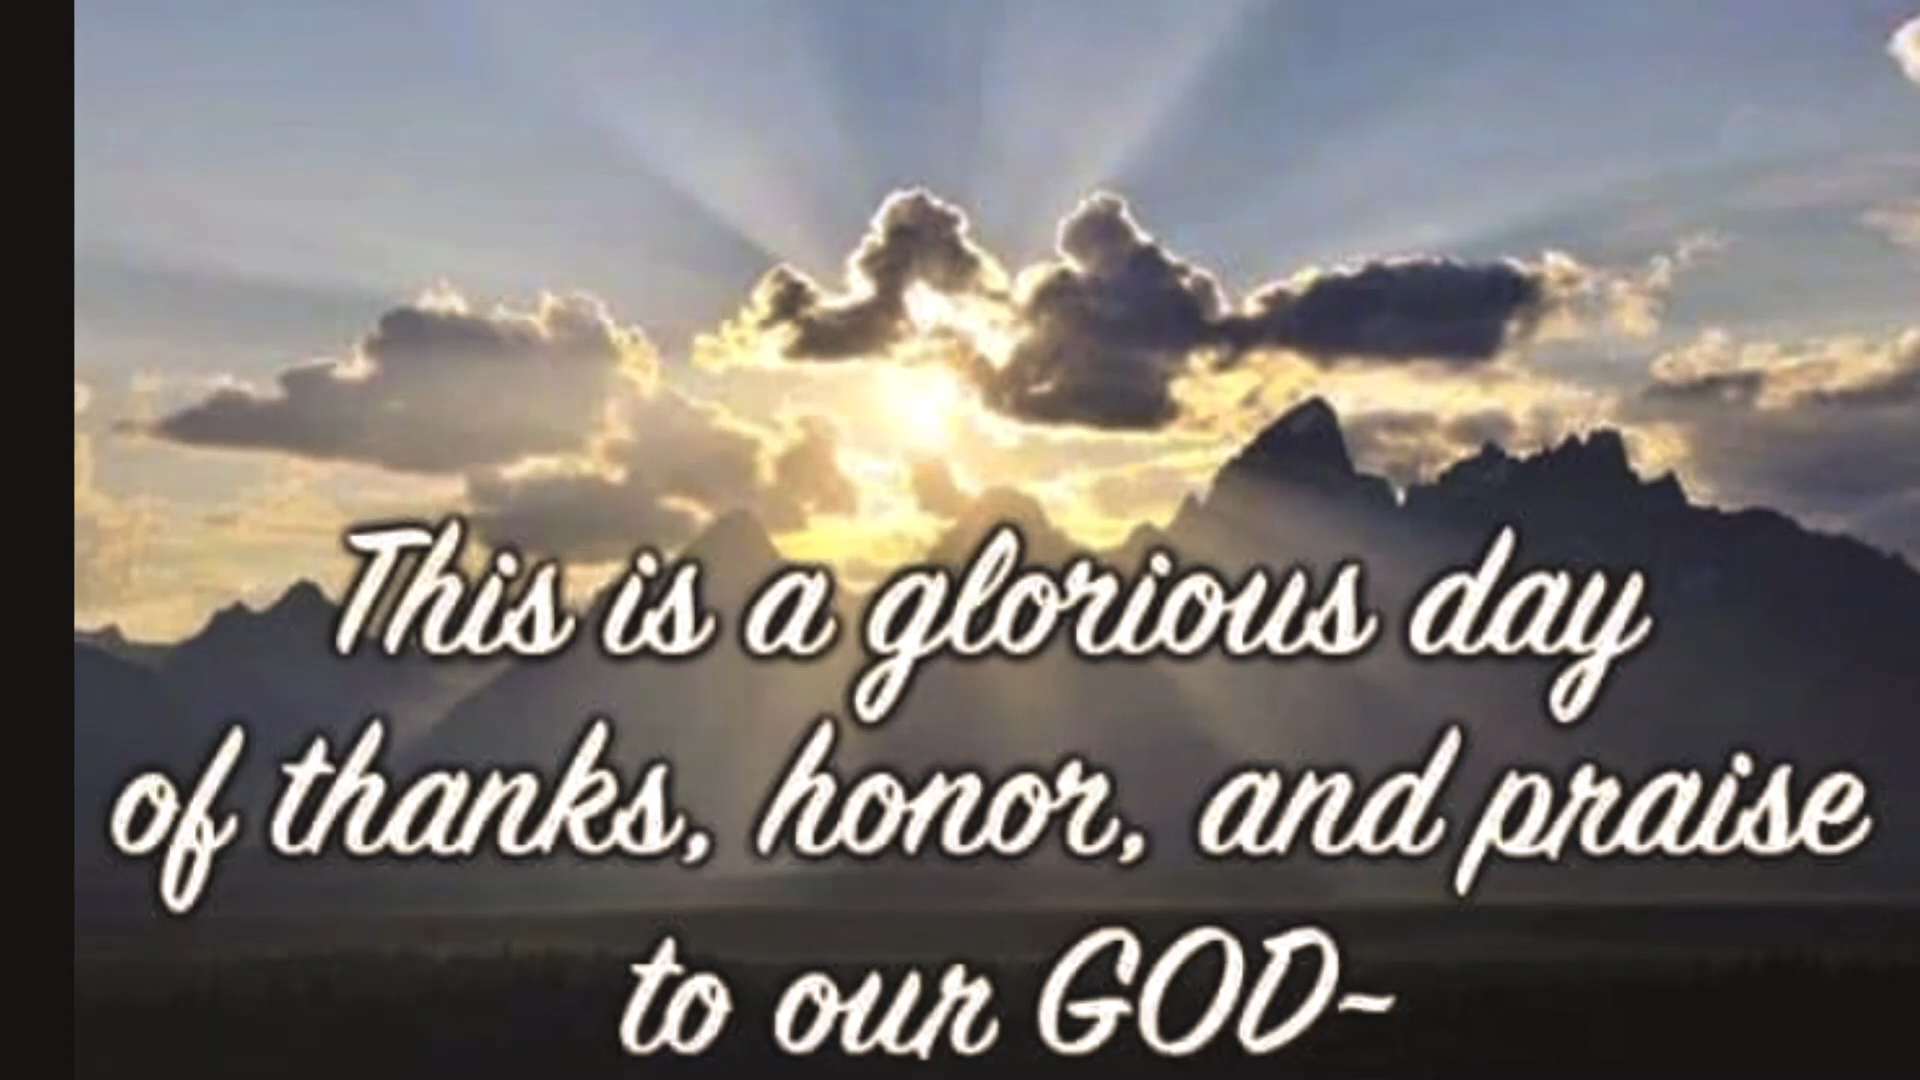 This is a glorious day
of thanks, honor, and praise
to our GOD~